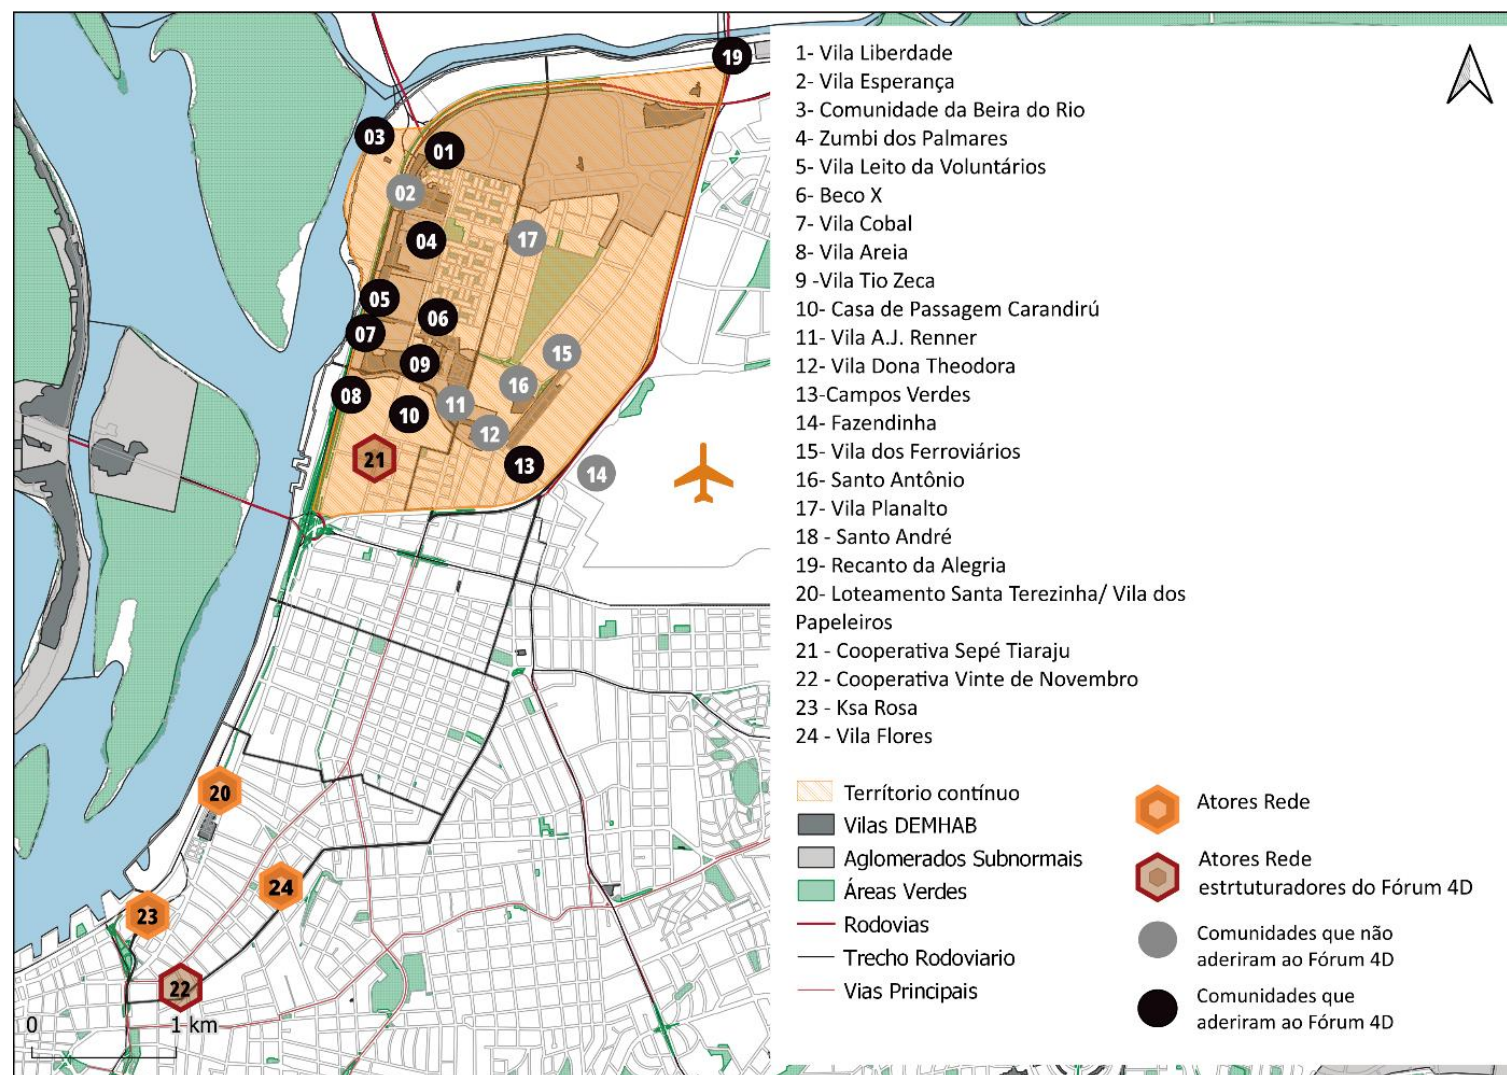 1- Vila Liberdade
2- Vila Esperança
3- Comunidade da Beira do Rio
4- Zumbi dos Palmares
5- Vila Leito da Voluntários
6- Beco X
7- Vila Cobal
8- Vila Areia
9 -Vila Tio Zeca
10- Casa de Passagem Carandirú
11- Vila A.J. Renner
12- Vila Dona Theodora
13-Campos Verdes
14- Fazendinha
15- Vila dos Ferroviários
16- Santo Antônio
17- Vila Planalto
18 - Santo André
19- Recanto da Alegria
20- Loteamento Santa Terezinha/ Vila dos
Papeleiros
21 - Cooperativa Sepé Tiaraju
22 - Cooperativa Vinte de Novembro
23 - Ksa Rosa
24 - Vila Flores
Terrítorio contínuo
Vilas DEMHAB
Aglomerados Subnormais
Áreas Verdes
Rodovias
Trecho Rodoviario
Vias Principais
Atores Rede
Atores Rede
estrtuturadores do Fórum 4D
Comunidades que não
aderiram ao Fórum 4D
Comunidades que
aderiram ao Fórum 4D
19
03
01
02
04
17
05
06
07
15
09
16
08
11
10
12
21
13
14
20
24
23
22
0
1 km